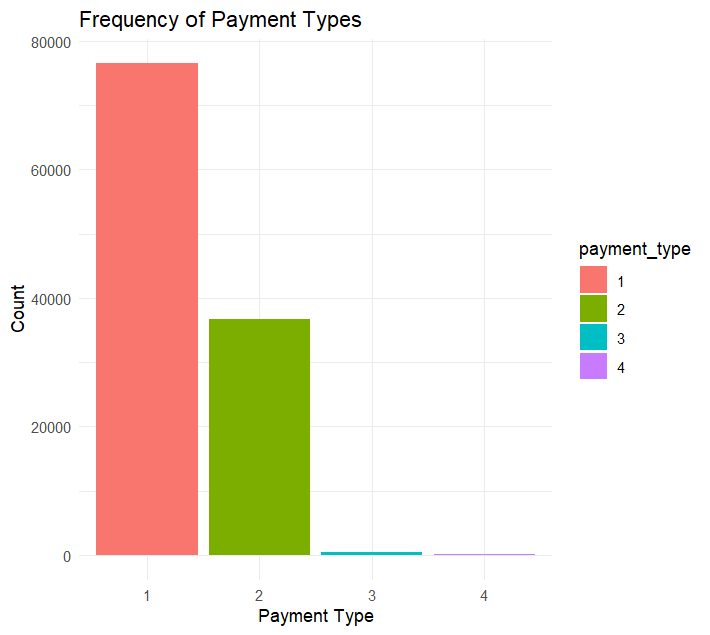 Frequency of Payment Types
80000
60000
40000
20000
0
Count
1 2 3 4
Payment Type
payment_type
1
2
3
4